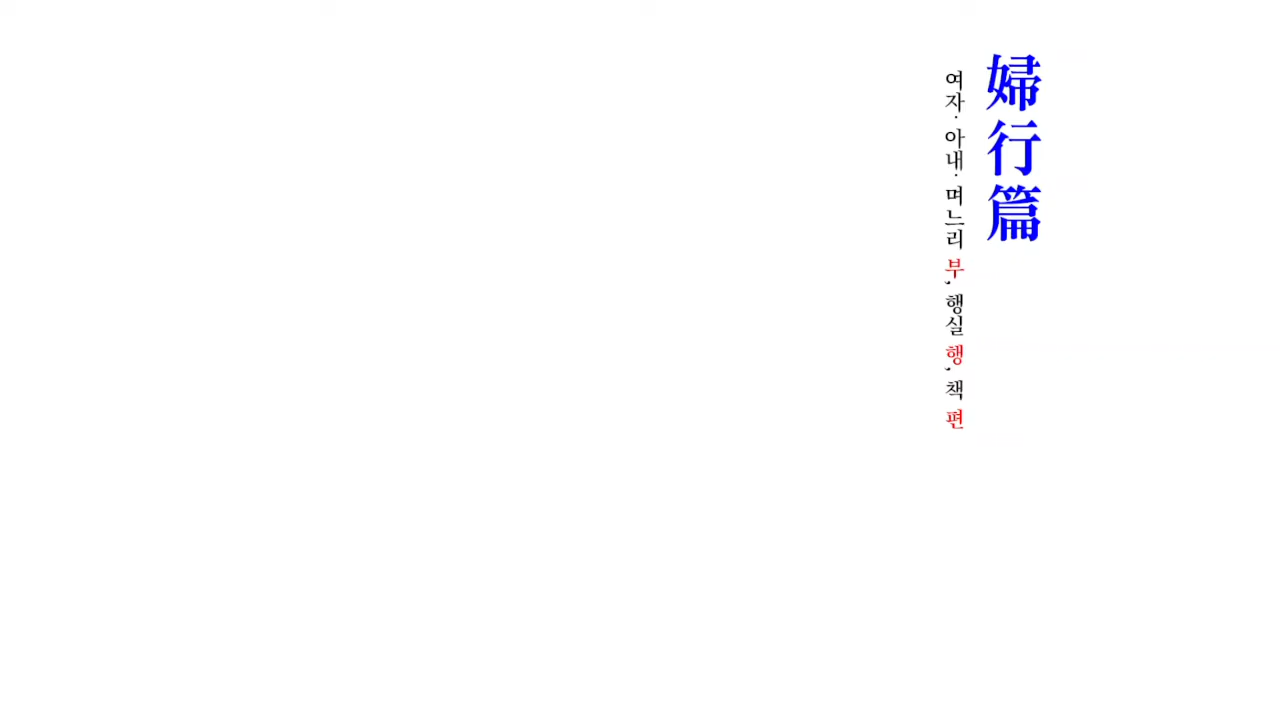 婦行篇
여자·아내·며느리 부, 행실 행, 책 편